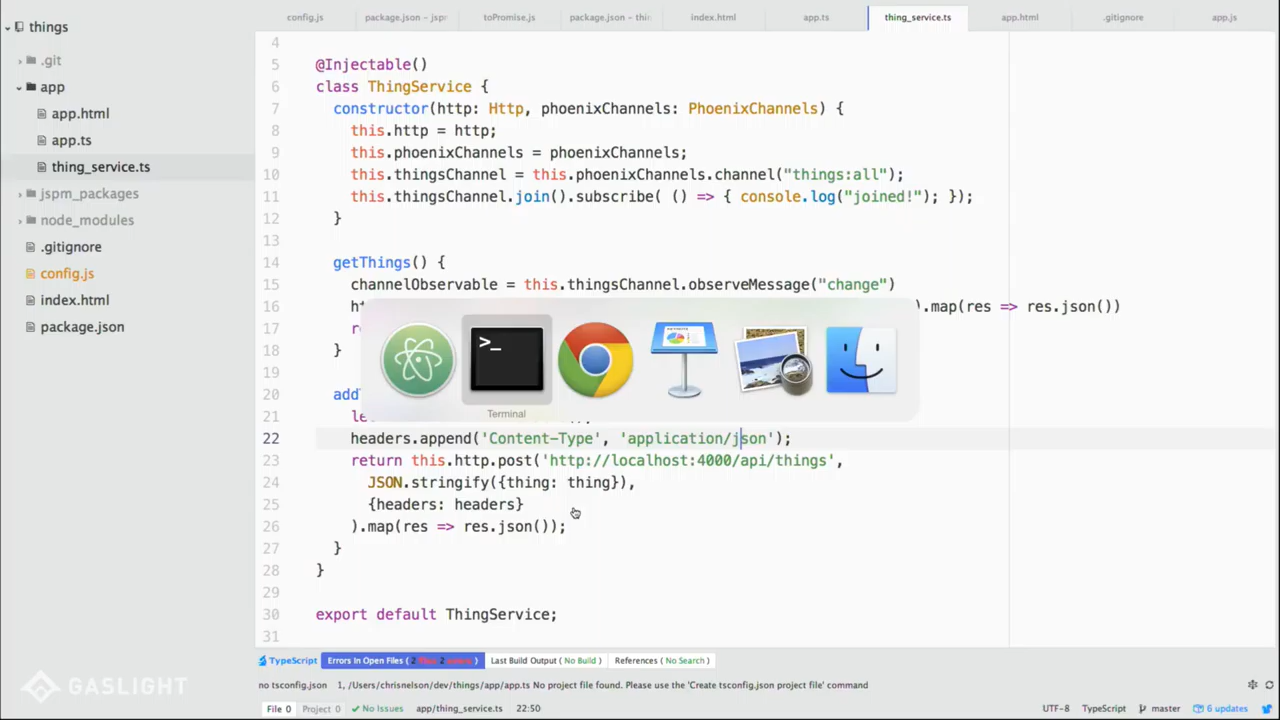 config.js
package.json - jspm
toPromise.js
package.json - thin
index.html
app.ts
thing_service.ts
app.html
.gitignore
app.js
things
.git
app
app.html
app.ts
thing_service.ts
jspm_packages
node_modules
.gitignore
config.js
index.html
package.json
4
5 @Injectable()
6 class ThingService {
7 constructor(http: Http, phoenixChannels: PhoenixChannels) {
8 this.http = http;
9 this.phoenixChannels = phoenixChannels;
10 this.thingsChannel = this.phoenixChannels.channel("things:all");
11 this.thingsChannel.join().subscribe( () => { console.log("joined!"); });
12 }
13
14 getThings() {
15 channelObservable = this.thingsChannel.observeMessage("change")
16 ).map(res => res.json())
17
18 }
19
20 add
21
22 headers.append('Content-Type', 'application/json');
23 return this.http.post('http://localhost:4000/api/things',
24 JSON.stringify({thing: thing}),
25 {headers: headers}
26 ).map(res => res.json());
27 }
28 }
29
30 export default ThingService;
31
>_
Terminal
TypeScript Errors In Open Files ( ) Last Build Output ( No Build ) References ( No Search )
no tsconfig.json 1, /Users/chrisnelson/dev/things/app/app.ts No project file found. Please use the 'Create tsconfig.json project file' command
File 0 Project 0 No Issues app/thing_service.ts 22:50 UTF-8 TypeScript master 6 updates
GASLIGHT